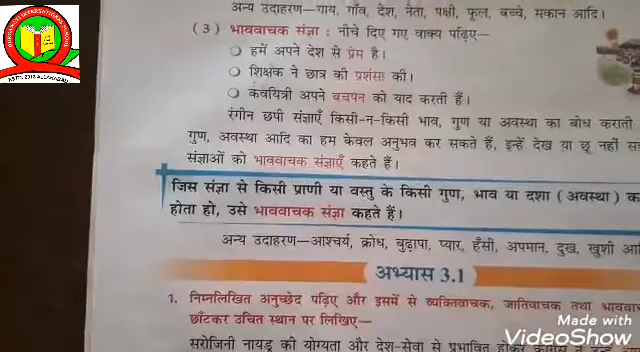 अन्य उदाहरण—गाय, गाँव, देश, नेता, पक्षी, फूल, बच्चे, मकान आदि।
(3) भाववाचक संज्ञा : नीचे दिए गए वाक्य पढ़िए—
हमें अपने देश से प्रेम है।
शिक्षक ने छात्र की प्रशंसा की।
कवयित्री अपने बचपन को याद करती हैं।
रंगीन छपी संज्ञाएँ किसी-न-किसी भाव, गुण या अवस्था का बोध कराती
गुण, अवस्था आदि का हम केवल अनुभव कर सकते हैं, इन्हें देख या छू नहीं
संज्ञाओं को भाववाचक संज्ञाएँ कहते हैं।
जिस संज्ञा से किसी प्राणी या वस्तु के किसी गुण, भाव या दशा (अवस्था) का
होता हो, उसे भाववाचक संज्ञा कहते हैं।
अन्य उदाहरण—आश्चर्य, क्रोध, बुढ़ापा, प्यार, हँसी, अपमान, दुख, खुशी आदि
अभ्यास 3.1
1. निम्नलिखित अनुच्छेद पढ़िए और इसमें से व्यक्तिवाचक, जातिवाचक तथा भाववाच
छाँटकर उचित स्थान पर लिखिए—
सरोजिनी नायडू की योग्यता और देश-सेवा से प्रभावित होकर
Made with
VideoShow